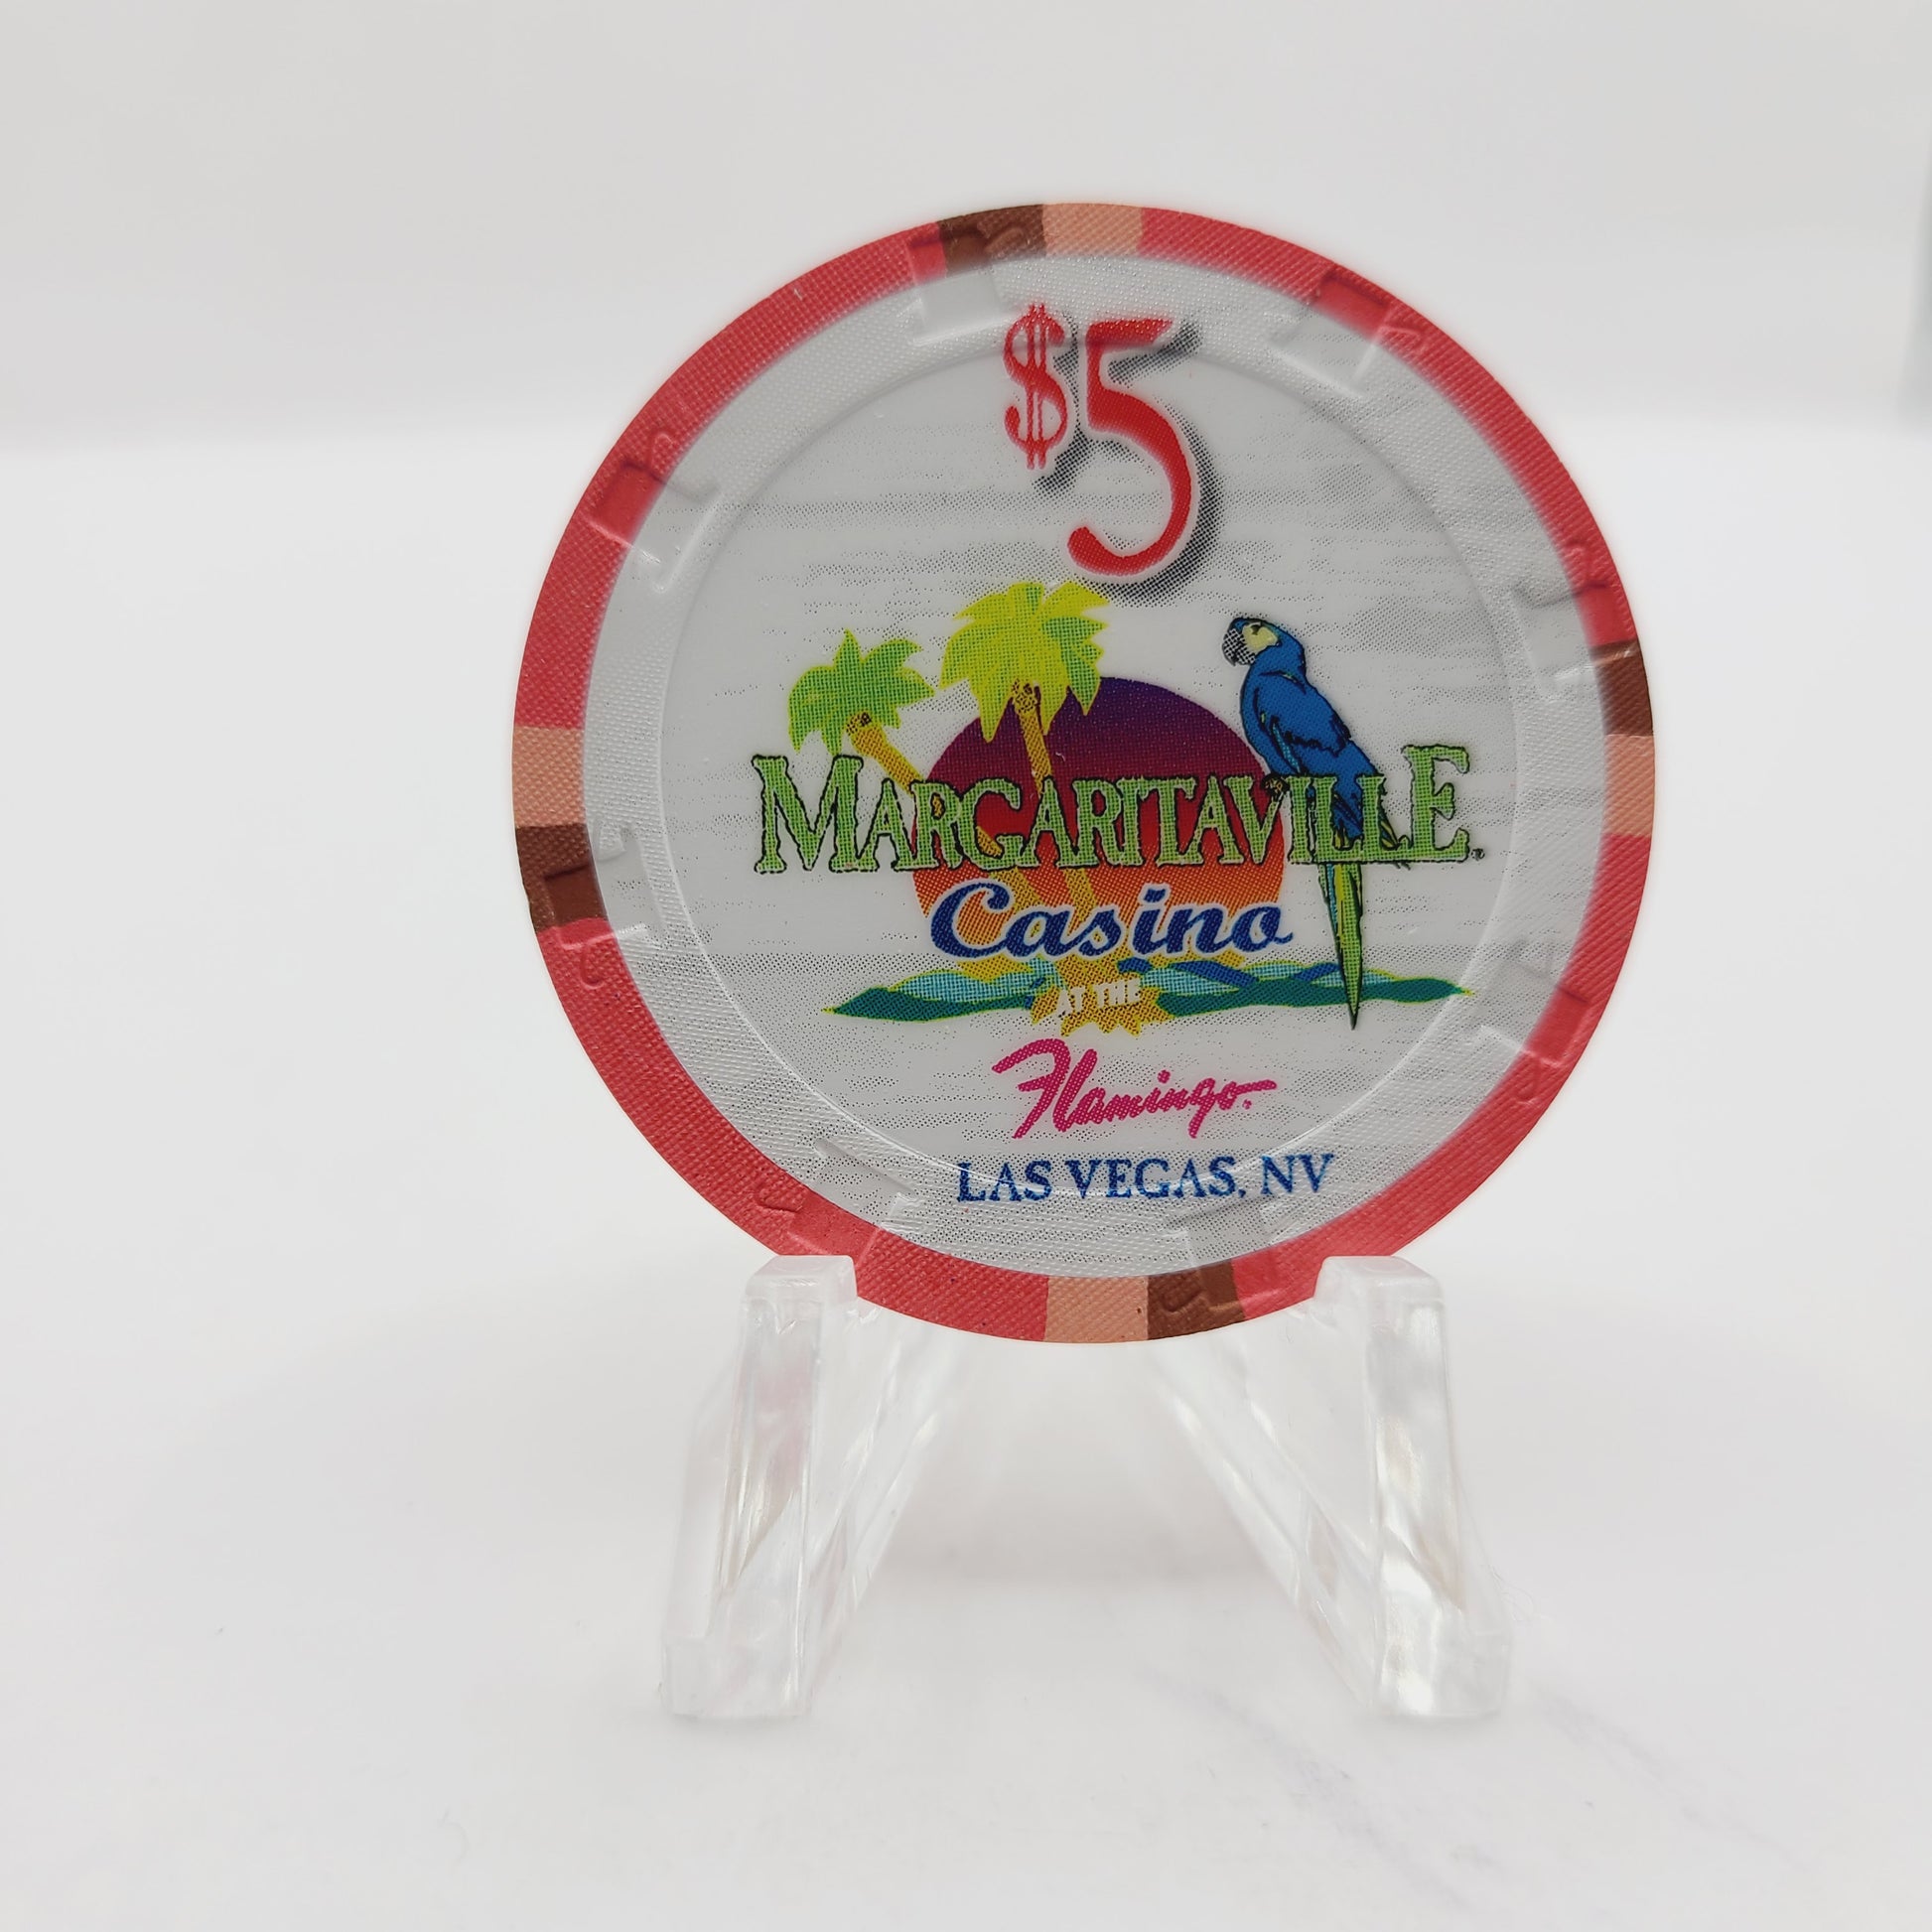 $5
MARGARITAVILLE
Casino
AT THE
Flamingo.
LAS VEGAS, NV